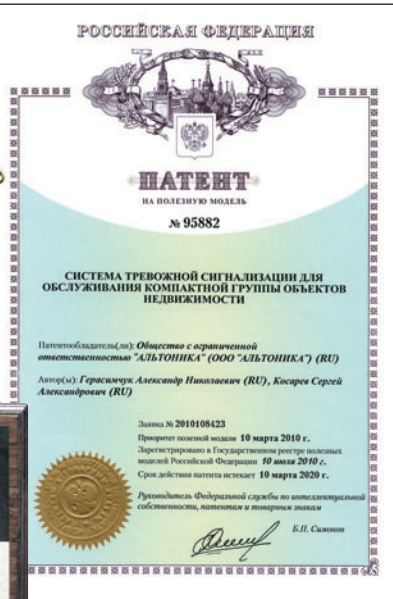 РОССИЙСКАЯ ФЕДЕРАЦИЯ
ПАТЕНТ
НА ПОЛЕЗНУЮ МОДЕЛЬ
№ 95882
СИСТЕМА ТРЕВОЖНОЙ СИГНАЛИЗАЦИИ ДЛЯ
ОБСЛУЖИВАНИЯ КОМПАКТНОЙ ГРУППЫ ОБЪЕКТОВ
НЕДВИЖИМОСТИ
Патентообладатель(ли): Общество с ограниченной
ответственностью "АЛЬТОНИКА" (ООО "АЛЬТОНИКА") (RU)
Автор(ы): Герасимчук Александр Николаевич (RU), Косарев Сергей
Александрович (RU)
Заявка № 2010108423
Приоритет полезной модели 10 марта 2010 г.
Зарегистрировано в Государственном реестре полезных
моделей Российской Федерации 10 июля 2010 г.
Срок действия патента истекает 10 марта 2020 г.
Руководитель Федеральной службы по интеллектуальной
собственности, патентам и товарным знакам
Б.П. Симонов